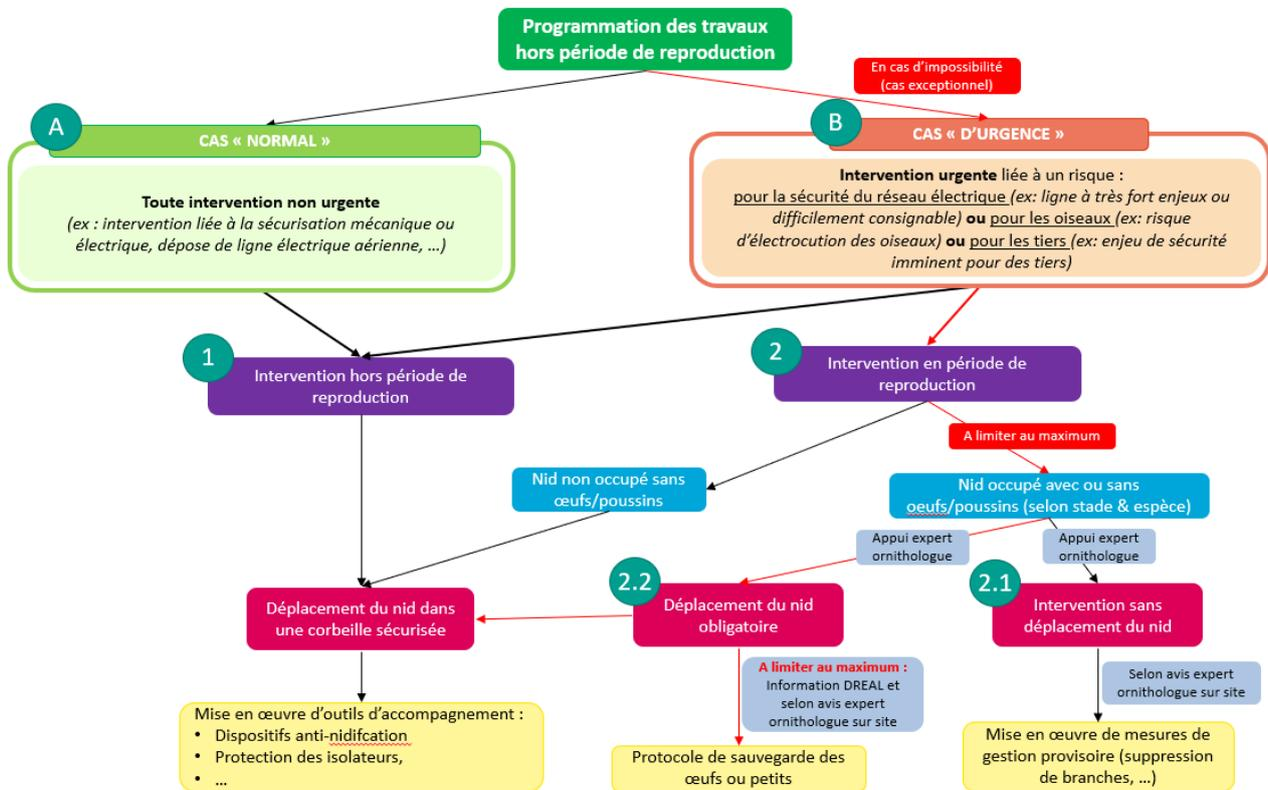 Programmation des travaux
hors période de reproduction
En cas d'impossibilité
(cas exceptionnel)
A
CAS « NORMAL »
B
CAS « D'URGENCE »
Toute intervention non urgente
(ex : intervention liée à la sécurisation mécanique ou
électrique, dépose de ligne électrique aérienne, …)
Intervention urgente liée à un risque :
pour la sécurité du réseau électrique (ex: ligne à très fort enjeux ou
difficilement consignable) ou pour les oiseaux (ex: risque
d'électrocution des oiseaux) ou pour les tiers (ex: enjeu de sécurité
imminent pour des tiers)
1
Intervention hors période de
reproduction
2
Intervention en période de
reproduction
A limiter au maximum
Nid non occupé sans
œufs/poussins
Nid occupé avec ou sans
oeufs/poussins (selon stade & espèce)
Appui expert
ornithologue
Appui expert
ornithologue
Déplacement du nid dans
une corbeille sécurisée
2.2
Déplacement du nid
obligatoire
2.1
Intervention sans
déplacement du nid
A limiter au maximum :
Information DREAL et
selon avis expert
ornithologue sur site
Selon avis expert
ornithologue sur site
Mise en œuvre d'outils d'accompagnement :
• Dispositifs anti-nidifcation
• Protection des isolateurs,
• …
Protocole de sauvegarde des
œufs ou petits
Mise en œuvre de mesures de
gestion provisoire (suppression
de branches, …)